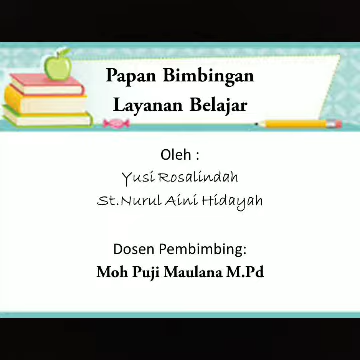 Papan Bimbingan
Layanan Belajar
Oleh :
Yusi Rosalindah
St.Nurul Aini Hidayah
Dosen Pembimbing:
Moh Puji Maulana M.Pd